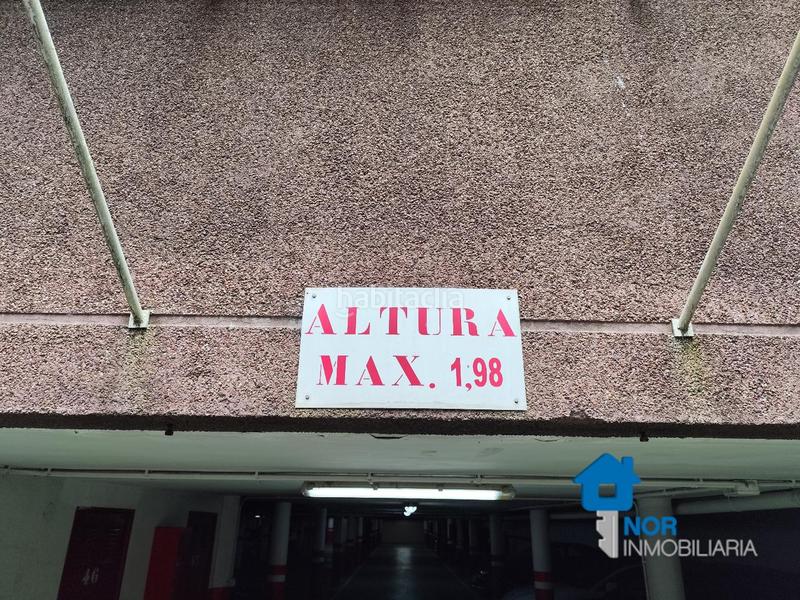 habitaclia
ALTURA
MAX. 1,98
46
NOR
INMOBILIARIA